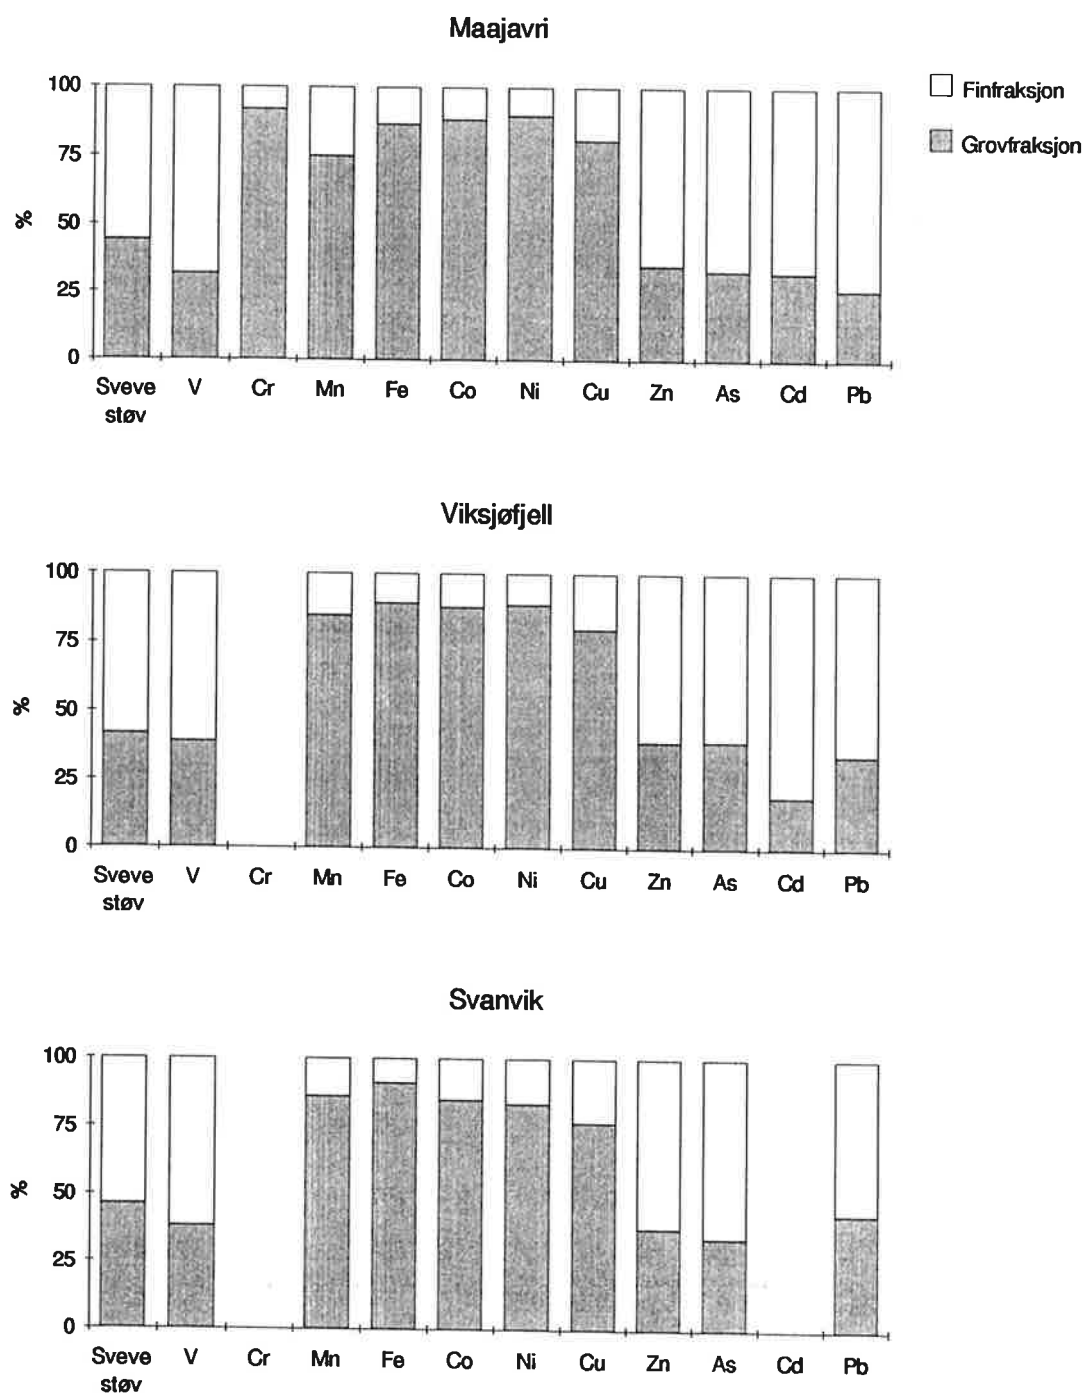 Maajavri
Finfraksjon
Grovfraksjon
100
75
50
25
0
%
Sveve støv V Cr Mn Fe Co Ni Cu Zn As Cd Pb
Viksjøfjell
100
75
50
25
0
%
Sveve støv V Cr Mn Fe Co Ni Cu Zn As Cd Pb
Svanvik
100
75
50
25
0
%
Sveve støv V Cr Mn Fe Co Ni Cu Zn As Cd Pb